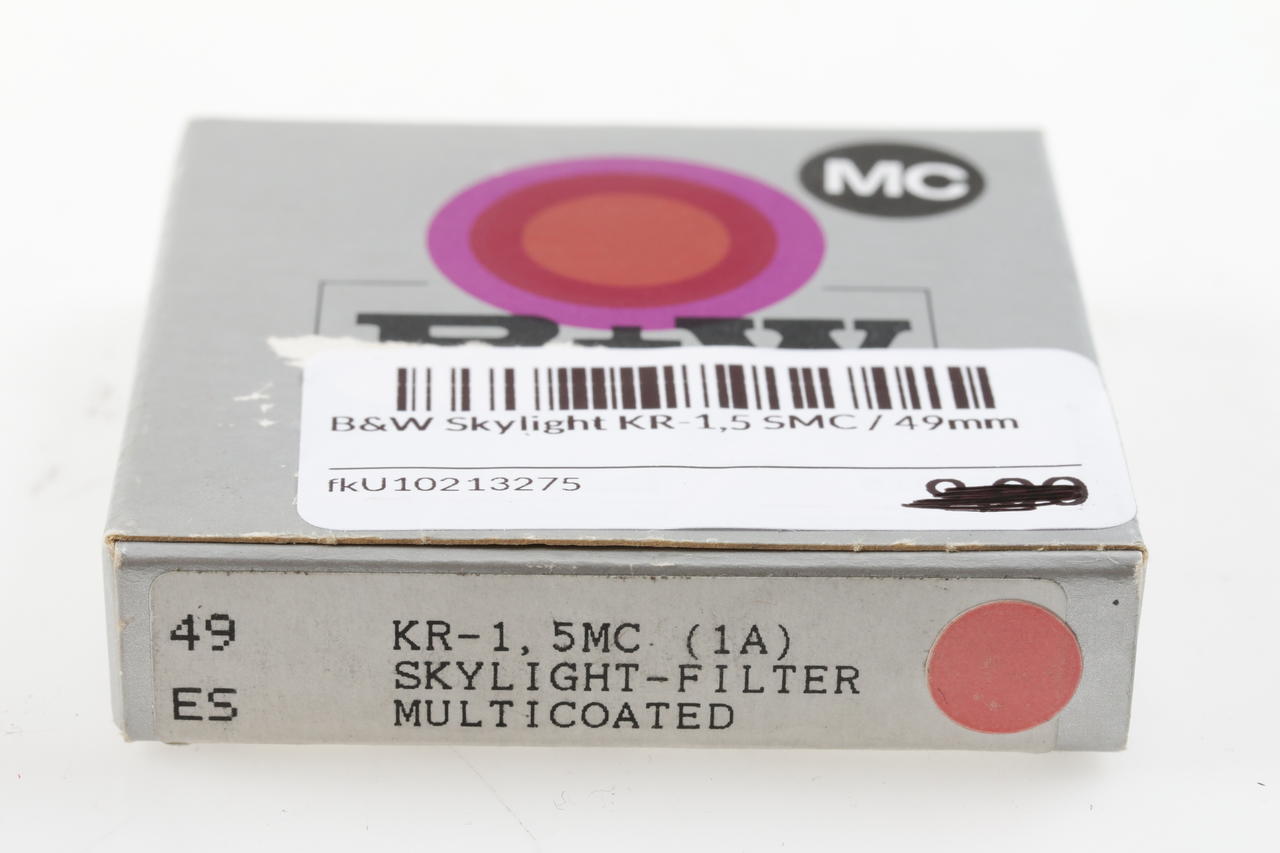 MC
B+W
B&W Skylight KR-1,5 SMC / 49mm
fkU10213275
49
ES
KR-1,5MC (1A)
SKYLIGHT-FILTER
MULTICOATED